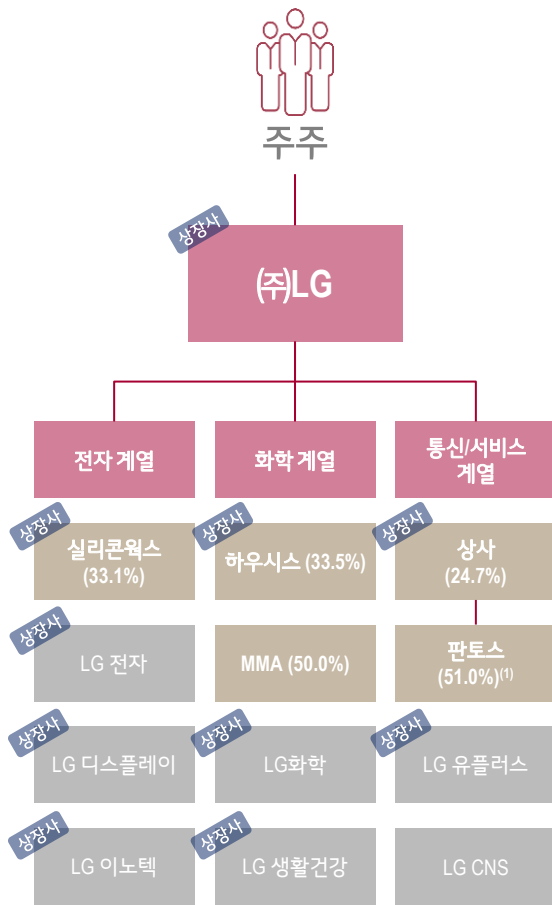 주주
상장사
㈜LG
전자 계열
화학 계열
통신/서비스
계열
상장사
실리콘웍스
(33.1%)
상장사
하우시스 (33.5%)
상장사
상사
(24.7%)
상장사
LG 전자
MMA (50.0%)
판토스
(51.0%)(1)
상장사
LG 디스플레이
상장사
LG화학
상장사
LG 유플러스
상장사
LG 이노텍
상장사
LG 생활건강
LG CNS